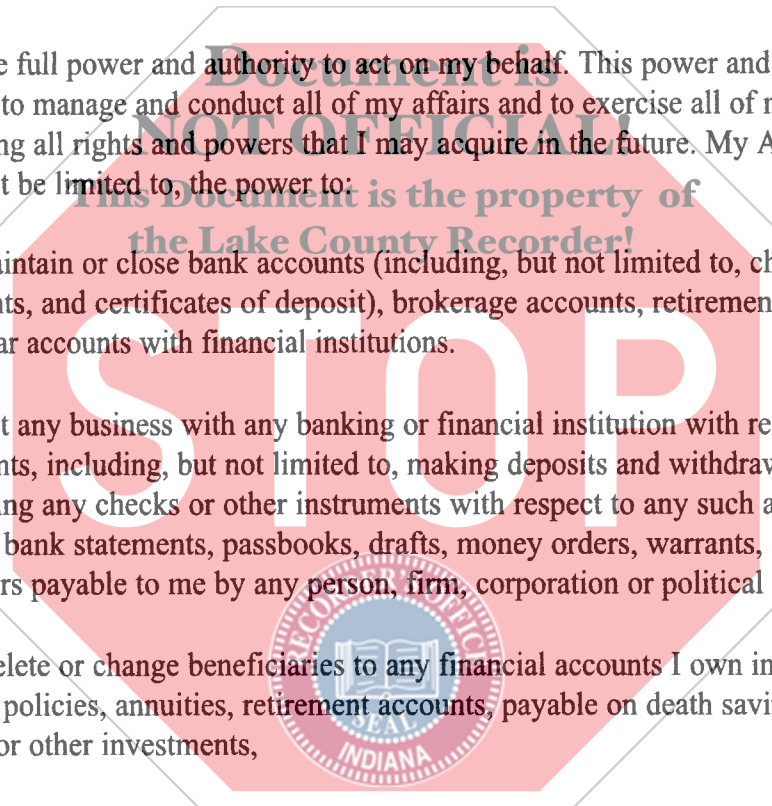 Document is
e full power and authority to act on my behalf. This power and
to manage and conduct all of my affairs and to exercise all of
NOT OFFICIAL!
ng all rights and powers that I may acquire in the future. My A
t be limited to, the power to:
This Document is the property of
the Lake County Recorder!
intain or close bank accounts (including, but not limited to, ch
ts, and certificates of deposit), brokerage accounts, retiremen
ar accounts with financial institutions.
STOP
t any business with any banking or financial institution with re
nts, including, but not limited to, making deposits and withdraw
ng any checks or other instruments with respect to any such a
bank statements, passbooks, drafts, money orders, warrants,
rs payable to me by any person, firm, corporation or political
RECORDER OFFICE
elete or change beneficiaries to any financial accounts I own in
policies, annuities, retirement accounts, payable on death savi
SEAL
or other investments,
INDIANA